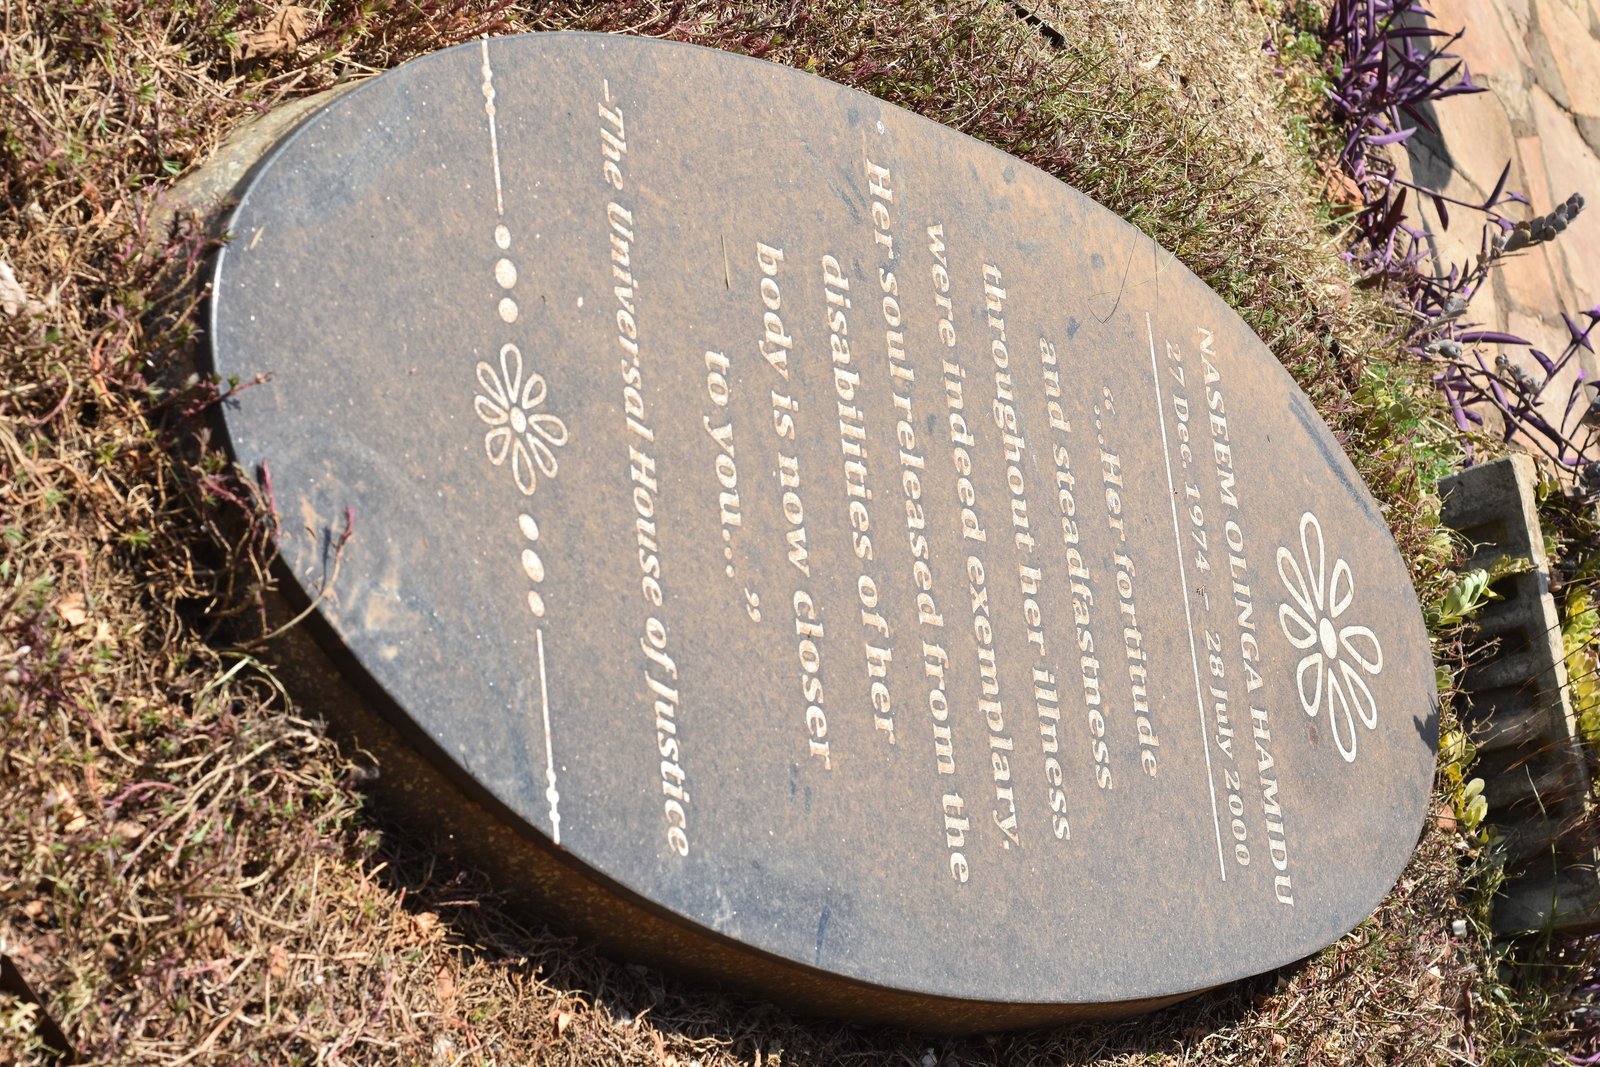 NASEEM OLINGA HAMIDU
27 Dec. 1974 – 28 July 2000
“...Her fortitude
and steadfastness
throughout her illness
were indeed exemplary.
Her soul released from the
disabilities of her
body is now closer
to you... ”
-The Universal House of Justice